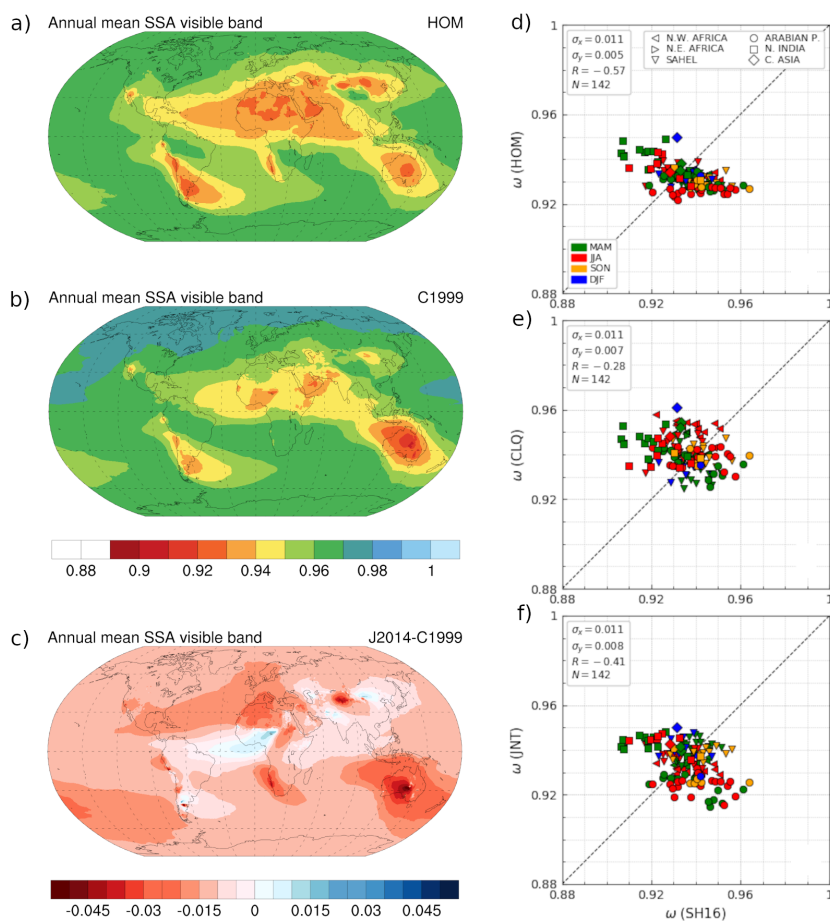 a) Annual mean SSA visible band HOM
b) Annual mean SSA visible band C1999
0.88 0.9 0.92 0.94 0.96 0.98 1
c) Annual mean SSA visible band J2014-C1999
-0.045 -0.03 -0.015 0 0.015 0.03 0.045
d)
1
0.96
0.92
0.88
ω (HOM)
σx = 0.011
σy = 0.005
R = −0.57
N = 142
N.W. AFRICA
N.E. AFRICA
SAHEL
ARABIAN P.
N. INDIA
C. ASIA
MAM
JJA
SON
DJF
0.88 0.92 0.96 1
e)
1
0.96
0.92
0.88
ω (CLQ)
σx = 0.011
σy = 0.007
R = −0.28
N = 142
0.88 0.92 0.96 1
f)
1
0.96
0.92
0.88
ω (JNT)
σx = 0.011
σy = 0.008
R = −0.41
N = 142
0.88 0.92 0.96 1
ω (SH16)